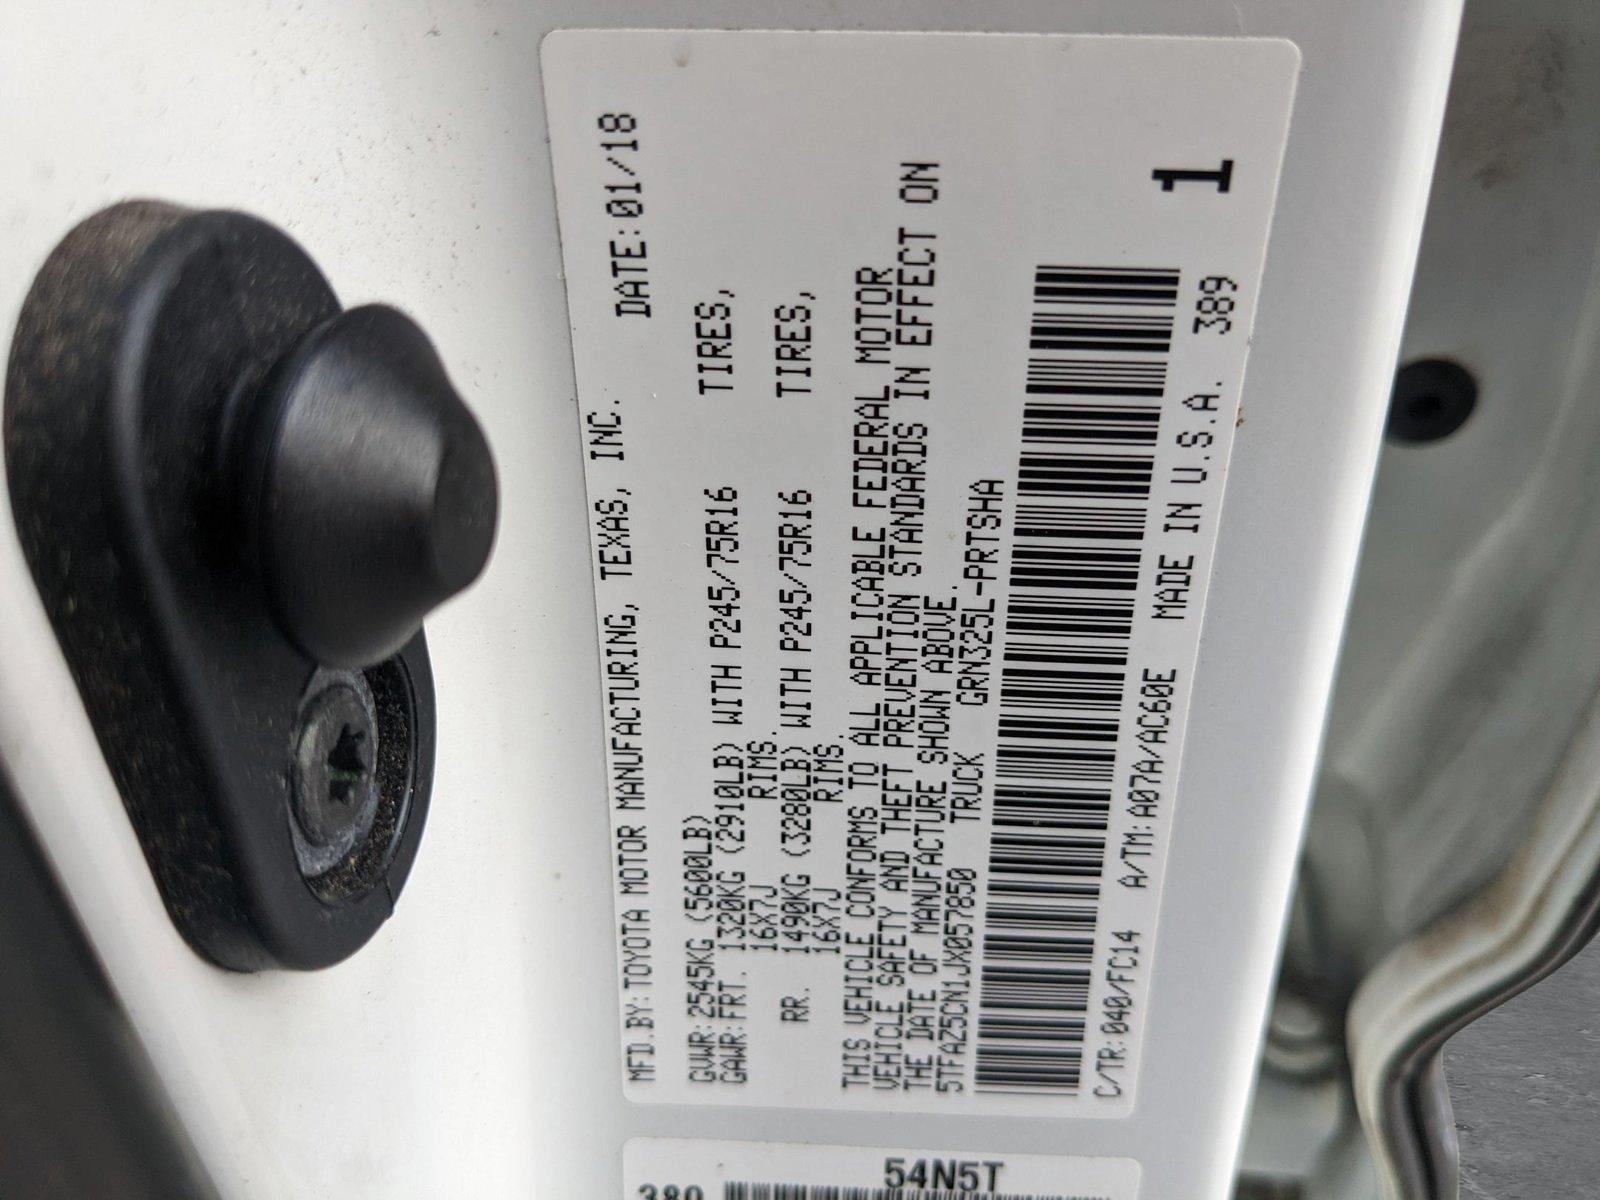 MFD.BY:TOYOTA MOTOR MANUFACTURING, TEXAS, INC. DATE:01/18
GVWR:2545KG (5600LB)
GAWR:FRT. 1320KG (2910LB) WITH P245/75R16 TIRES,
16X7J RIMS.
RR. 1490KG (3280LB) WITH P245/75R16 TIRES,
16X7J RIMS.
THIS VEHICLE CONFORMS TO ALL APPLICABLE FEDERAL MOTOR
VEHICLE SAFETY AND THEFT PREVENTION STANDARDS IN EFFECT ON
THE DATE OF MANUFACTURE SHOWN ABOVE.
5TFAZ5CN1JX057850 TRUCK GRN325L-PRTSHA
C/TR:040/FC14 A/TM:A07A/AC60E MADE IN U.S.A. 389
1
54N5T